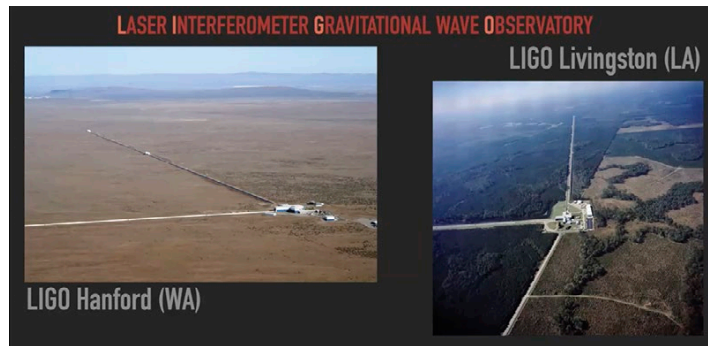 LASER INTERFEROMETER GRAVITATIONAL WAVE OBSERVATORY
LIGO Livingston (LA)
LIGO Hanford (WA)